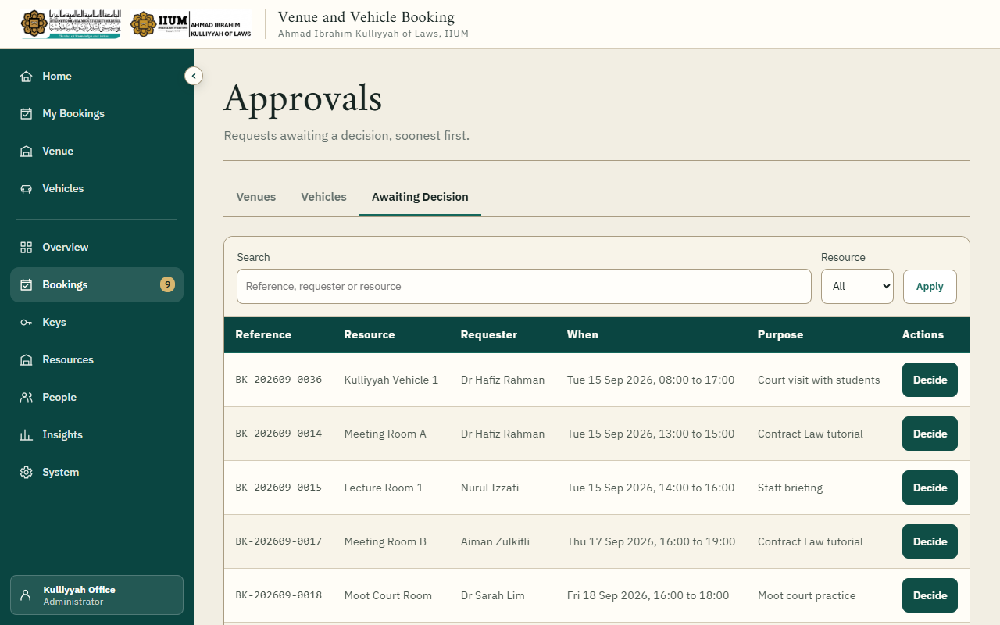 الجامعة الإسلامية العالمية ماليزيا
INTERNATIONAL ISLAMIC UNIVERSITY MALAYSIA
IIUM
AHMAD IBRAHIM
KULLIYYAH OF LAWS
Venue and Vehicle Booking
Ahmad Ibrahim Kulliyyah of Laws, IIUM
Home
My Bookings
Venue
Vehicles
Overview
Bookings 9
Keys
Resources
People
Insights
System
Kulliyyah Office
Administrator
Approvals
Requests awaiting a decision, soonest first.
Venues Vehicles Awaiting Decision
Search Resource
Reference, requester or resource All Apply
Reference Resource Requester When Purpose Actions
BK-202609-0036 Kulliyyah Vehicle 1 Dr Hafiz Rahman Tue 15 Sep 2026, 08:00 to 17:00 Court visit with students Decide
BK-202609-0014 Meeting Room A Dr Hafiz Rahman Tue 15 Sep 2026, 13:00 to 15:00 Contract Law tutorial Decide
BK-202609-0015 Lecture Room 1 Nurul Izzati Tue 15 Sep 2026, 14:00 to 16:00 Staff briefing Decide
BK-202609-0017 Meeting Room B Aiman Zulkifli Thu 17 Sep 2026, 16:00 to 19:00 Contract Law tutorial Decide
BK-202609-0018 Moot Court Room Dr Sarah Lim Fri 18 Sep 2026, 16:00 to 18:00 Moot court practice Decide